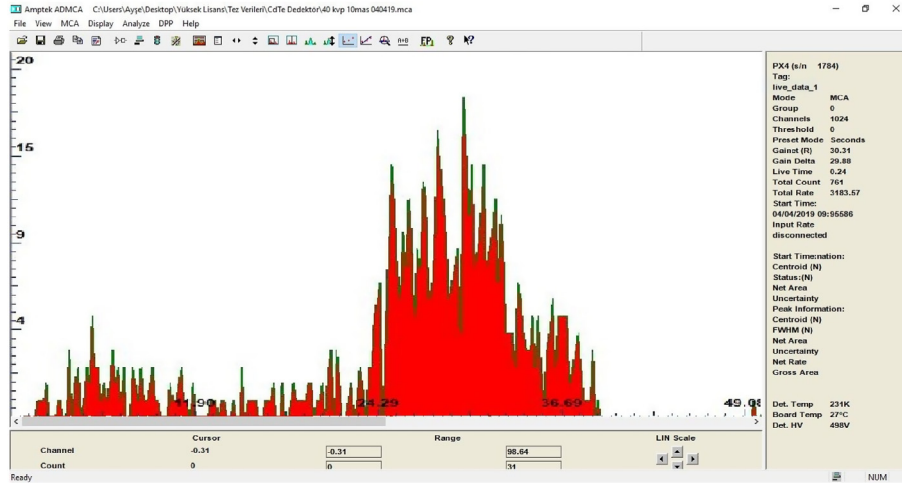 Amptek ADMCA C:\Users\Ayşe\Desktop\Yüksek Lisans\Tez Verileri\CdTe Dedektör\40 kvp 10mas 040419.mca
File View MCA Display Analyze DPP Help
20
15
9
4
11.90 24.29 36.69 49.08
PX4 (s/n 1784)
Tag:
live_data_1
Mode MCA
Group 0
Channels 1024
Threshold 0
Preset Mode Seconds
Gainet (R) 30.31
Gain Delta 29.88
Live Time 0.24
Total Count 761
Total Rate 3183.57
Start Time:
04/04/2019 09:95586
Input Rate
disconnected
Start Time:nation:
Centroid (N)
Status:(N)
Net Area
Uncertainty
Peak Information:
Centroid (N)
FWHM (N)
Net Area
Uncertainty
Net Rate
Gross Area
Det. Temp 231K
Board Temp 27°C
Det. HV 498V
Cursor Range LIN Scale
Channel -0.31 -0.31 98.64
Count 0 0 31
Ready NUM